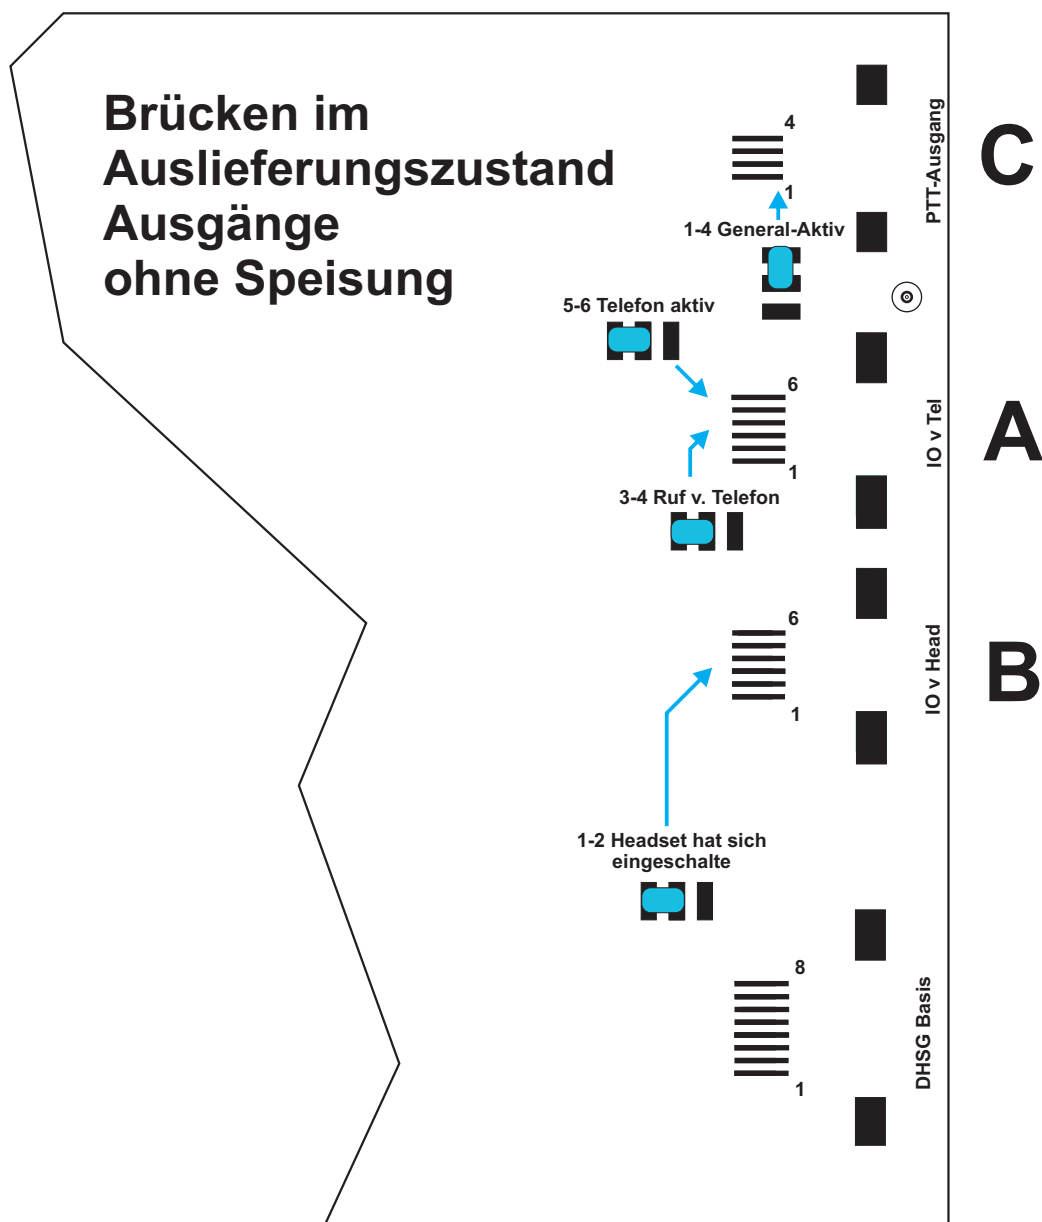 Brücken im
Auslieferungszustand
Ausgänge
ohne Speisung
4
1
PTT-Ausgang
C
1-4 General-Aktiv
5-6 Telefon aktiv
6
1
IO v Tel
A
3-4 Ruf v. Telefon
6
1
IO v Head
B
1-2 Headset hat sich
eingeschalte
8
1
DHSG Basis